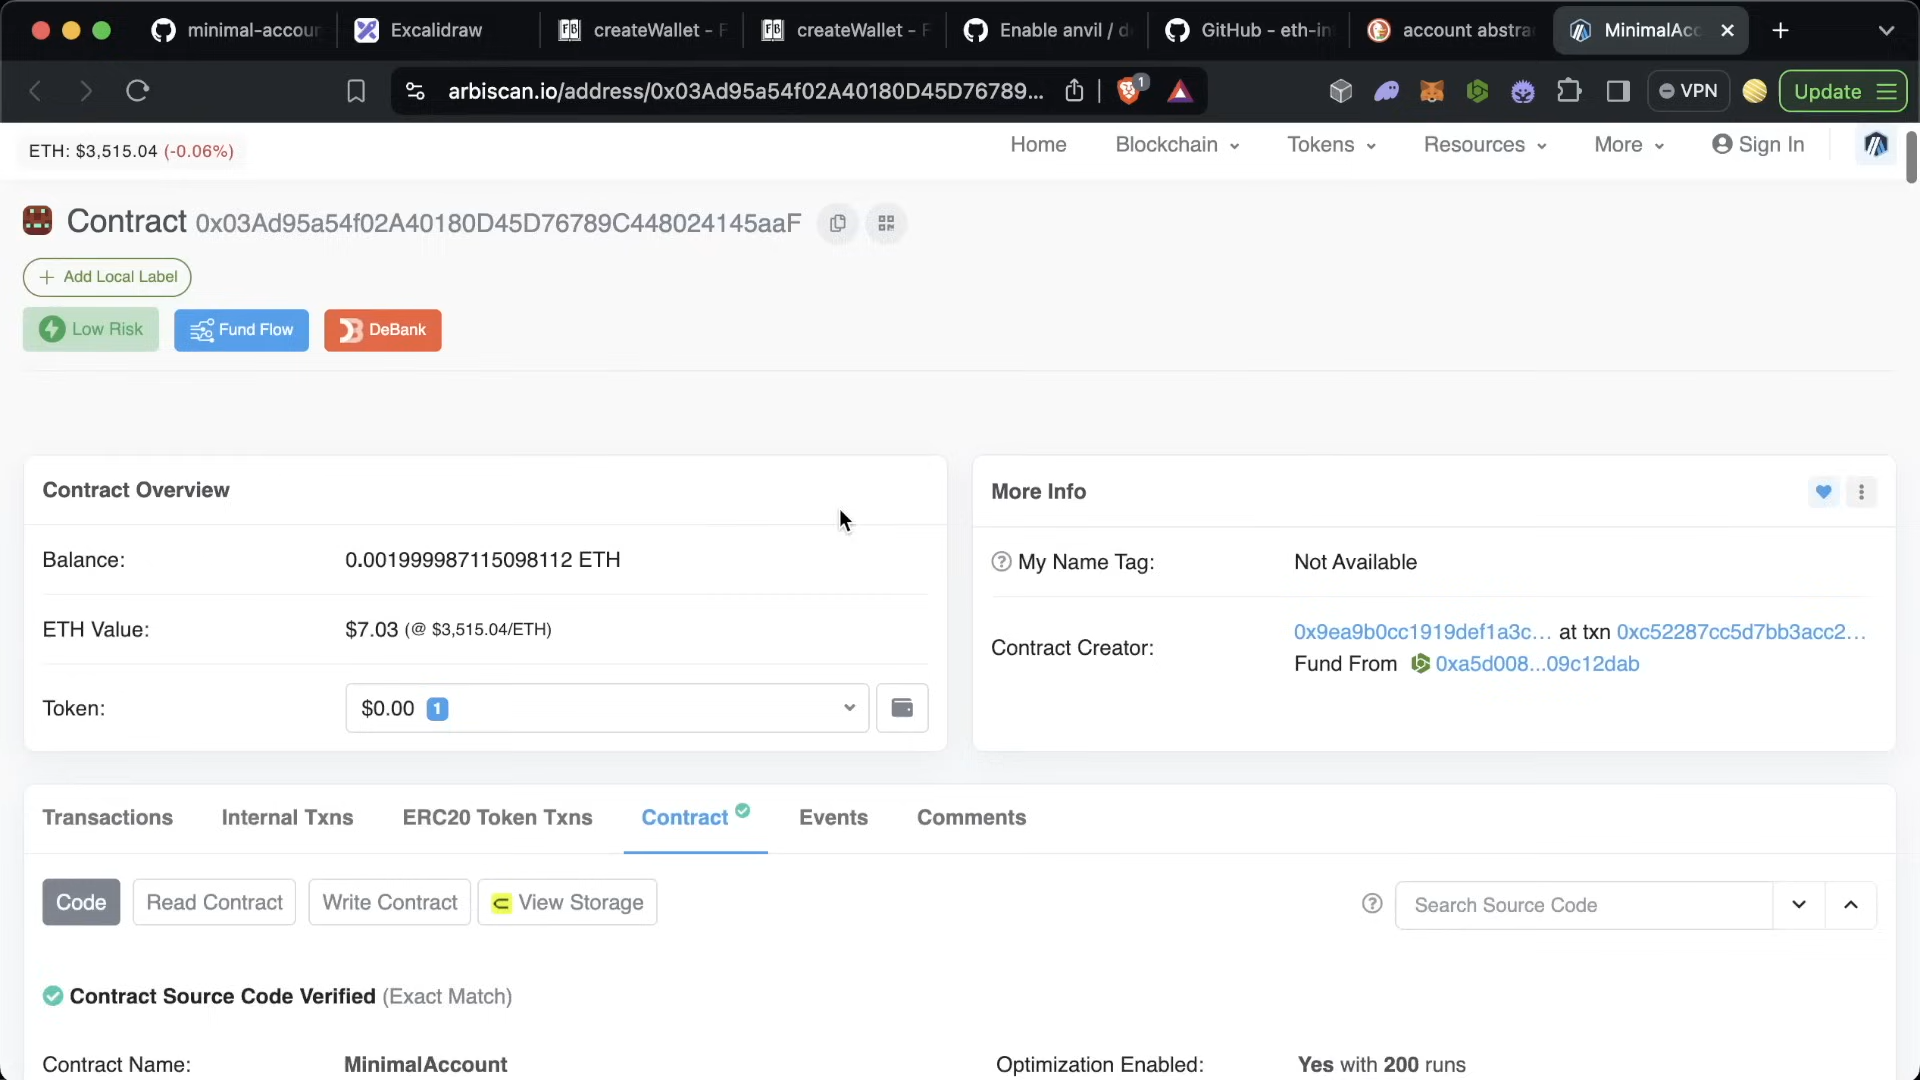 minimal-accoun
Excalidraw
createWallet - F
createWallet - F
Enable anvil / d
GitHub - eth-in
account abstra
MinimalAcc
arbiscan.io/address/0x03Ad95a54f02A40180D45D76789...
1
VPN
Update
ETH: $3,515.04 (-0.06%)
Home
Blockchain
Tokens
Resources
More
Sign In
Contract 0x03Ad95a54f02A40180D45D76789C448024145aaF
+ Add Local Label
Low Risk
Fund Flow
DeBank
Contract Overview
Balance: 0.001999987115098112 ETH
ETH Value: $7.03 (@ $3,515.04/ETH)
Token: $0.00 1
More Info
? My Name Tag: Not Available
Contract Creator: 0x9ea9b0cc1919def1a3c... at txn 0xc52287cc5d7bb3acc2...
Fund From 0xa5d008...09c12dab
Transactions
Internal Txns
ERC20 Token Txns
Contract
Events
Comments
Code
Read Contract
Write Contract
View Storage
?
Search Source Code
Contract Source Code Verified (Exact Match)
Contract Name: MinimalAccount
Optimization Enabled: Yes with 200 runs